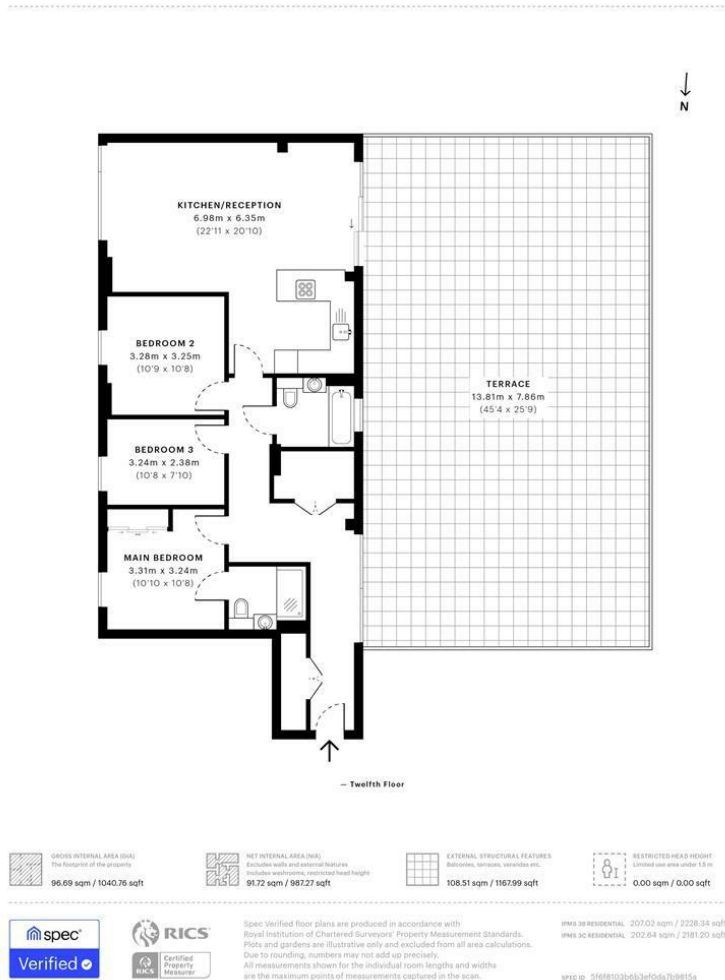 N
KITCHEN/RECEPTION
6.98m x 6.35m
(22'11 x 20'10)
BEDROOM 2
3.28m x 3.25m
(10'9 x 10'8)
TERRACE
13.81m x 7.86m
(45'4 x 25'9)
BEDROOM 3
3.24m x 2.38m
(10'8 x 7'10)
MAIN BEDROOM
3.31m x 3.24m
(10'10 x 10'8)
— Twelfth Floor
GROSS INTERNAL AREA (GIA)
The footprint of the property
96.69 sqm / 1040.76 sqft
NET INTERNAL AREA (NIA)
Excludes walls and external features
Includes washrooms, restricted head height
91.72 sqm / 987.27 sqft
EXTERNAL STRUCTURAL FEATURES
Balconies, terraces, verandas etc.
108.51 sqm / 1167.99 sqft
RESTRICTED HEAD HEIGHT
Limited use area under 1.5 m
0.00 sqm / 0.00 sqft
spec
Verified
RICS
RICS
Certified
Property
Measurer
Spec Verified floor plans are produced in accordance with
Royal Institution of Chartered Surveyors' Property Measurement Standards.
Plots and gardens are illustrative only and excluded from all area calculations.
Due to rounding, numbers may not add up precisely.
All measurements shown for the individual room lengths and widths
are the maximum points of measurements captured in the scan.
IPMS 3B RESIDENTIAL 207.02 sqm / 2228.34 sqft
IPMS 3C RESIDENTIAL 202.64 sqm / 2181.20 sqft
SPEC ID